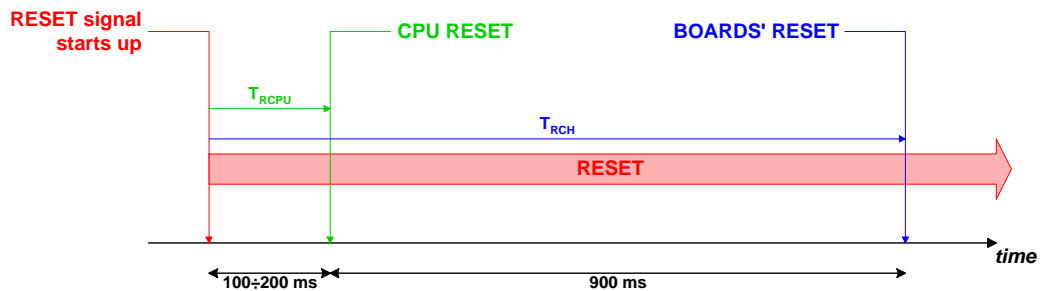 RESET signal
starts up
CPU RESET
BOARDS' RESET
TRCPU
TRCH
RESET
time
100÷200 ms
900 ms